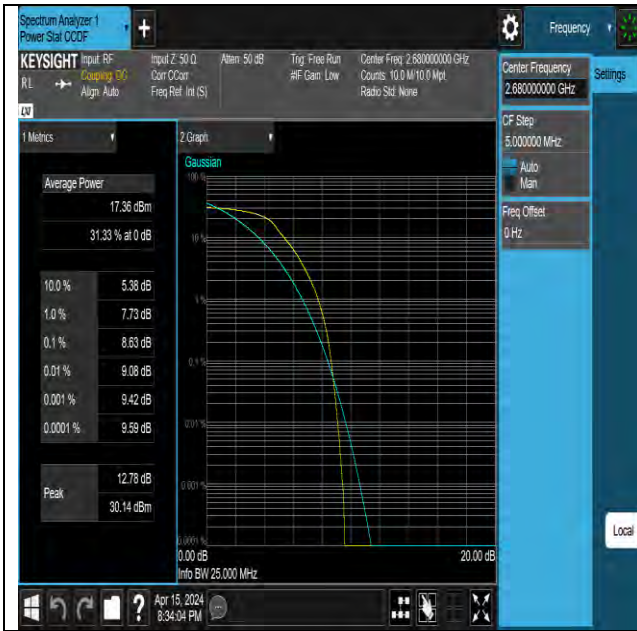 Spectrum Analyzer 1
Power Stat CCDF
+
Frequency
KEYSIGHT
RL
LXI
Input: RF
Coupling: DC
Align: Auto
Input Z: 50 Ω
Corr CCorr
Freq Ref: Int (S)
Atten: 50 dB
Trig: Free Run
#IF Gain: Low
Center Freq: 2.680000000 GHz
Counts: 10.0 M/10.0 Mpt
Radio Std: None
Center Frequency
2.680000000 GHz
Settings
CF Step
5.000000 MHz
Auto
Man
Freq Offset
0 Hz
1 Metrics
Average Power
17.36 dBm
31.33 % at 0 dB
10.0 % 5.38 dB
1.0 % 7.73 dB
0.1 % 8.63 dB
0.01 % 9.08 dB
0.001 % 9.42 dB
0.0001 % 9.59 dB
Peak
12.78 dB
30.14 dBm
2 Graph
Gaussian
100 %
10 %
1 %
0.1 %
0.01 %
0.001 %
0.0001 %
0.00 dB
20.00 dB
Info BW 25.000 MHz
Local
?
Apr 15, 2024
8:34:04 PM